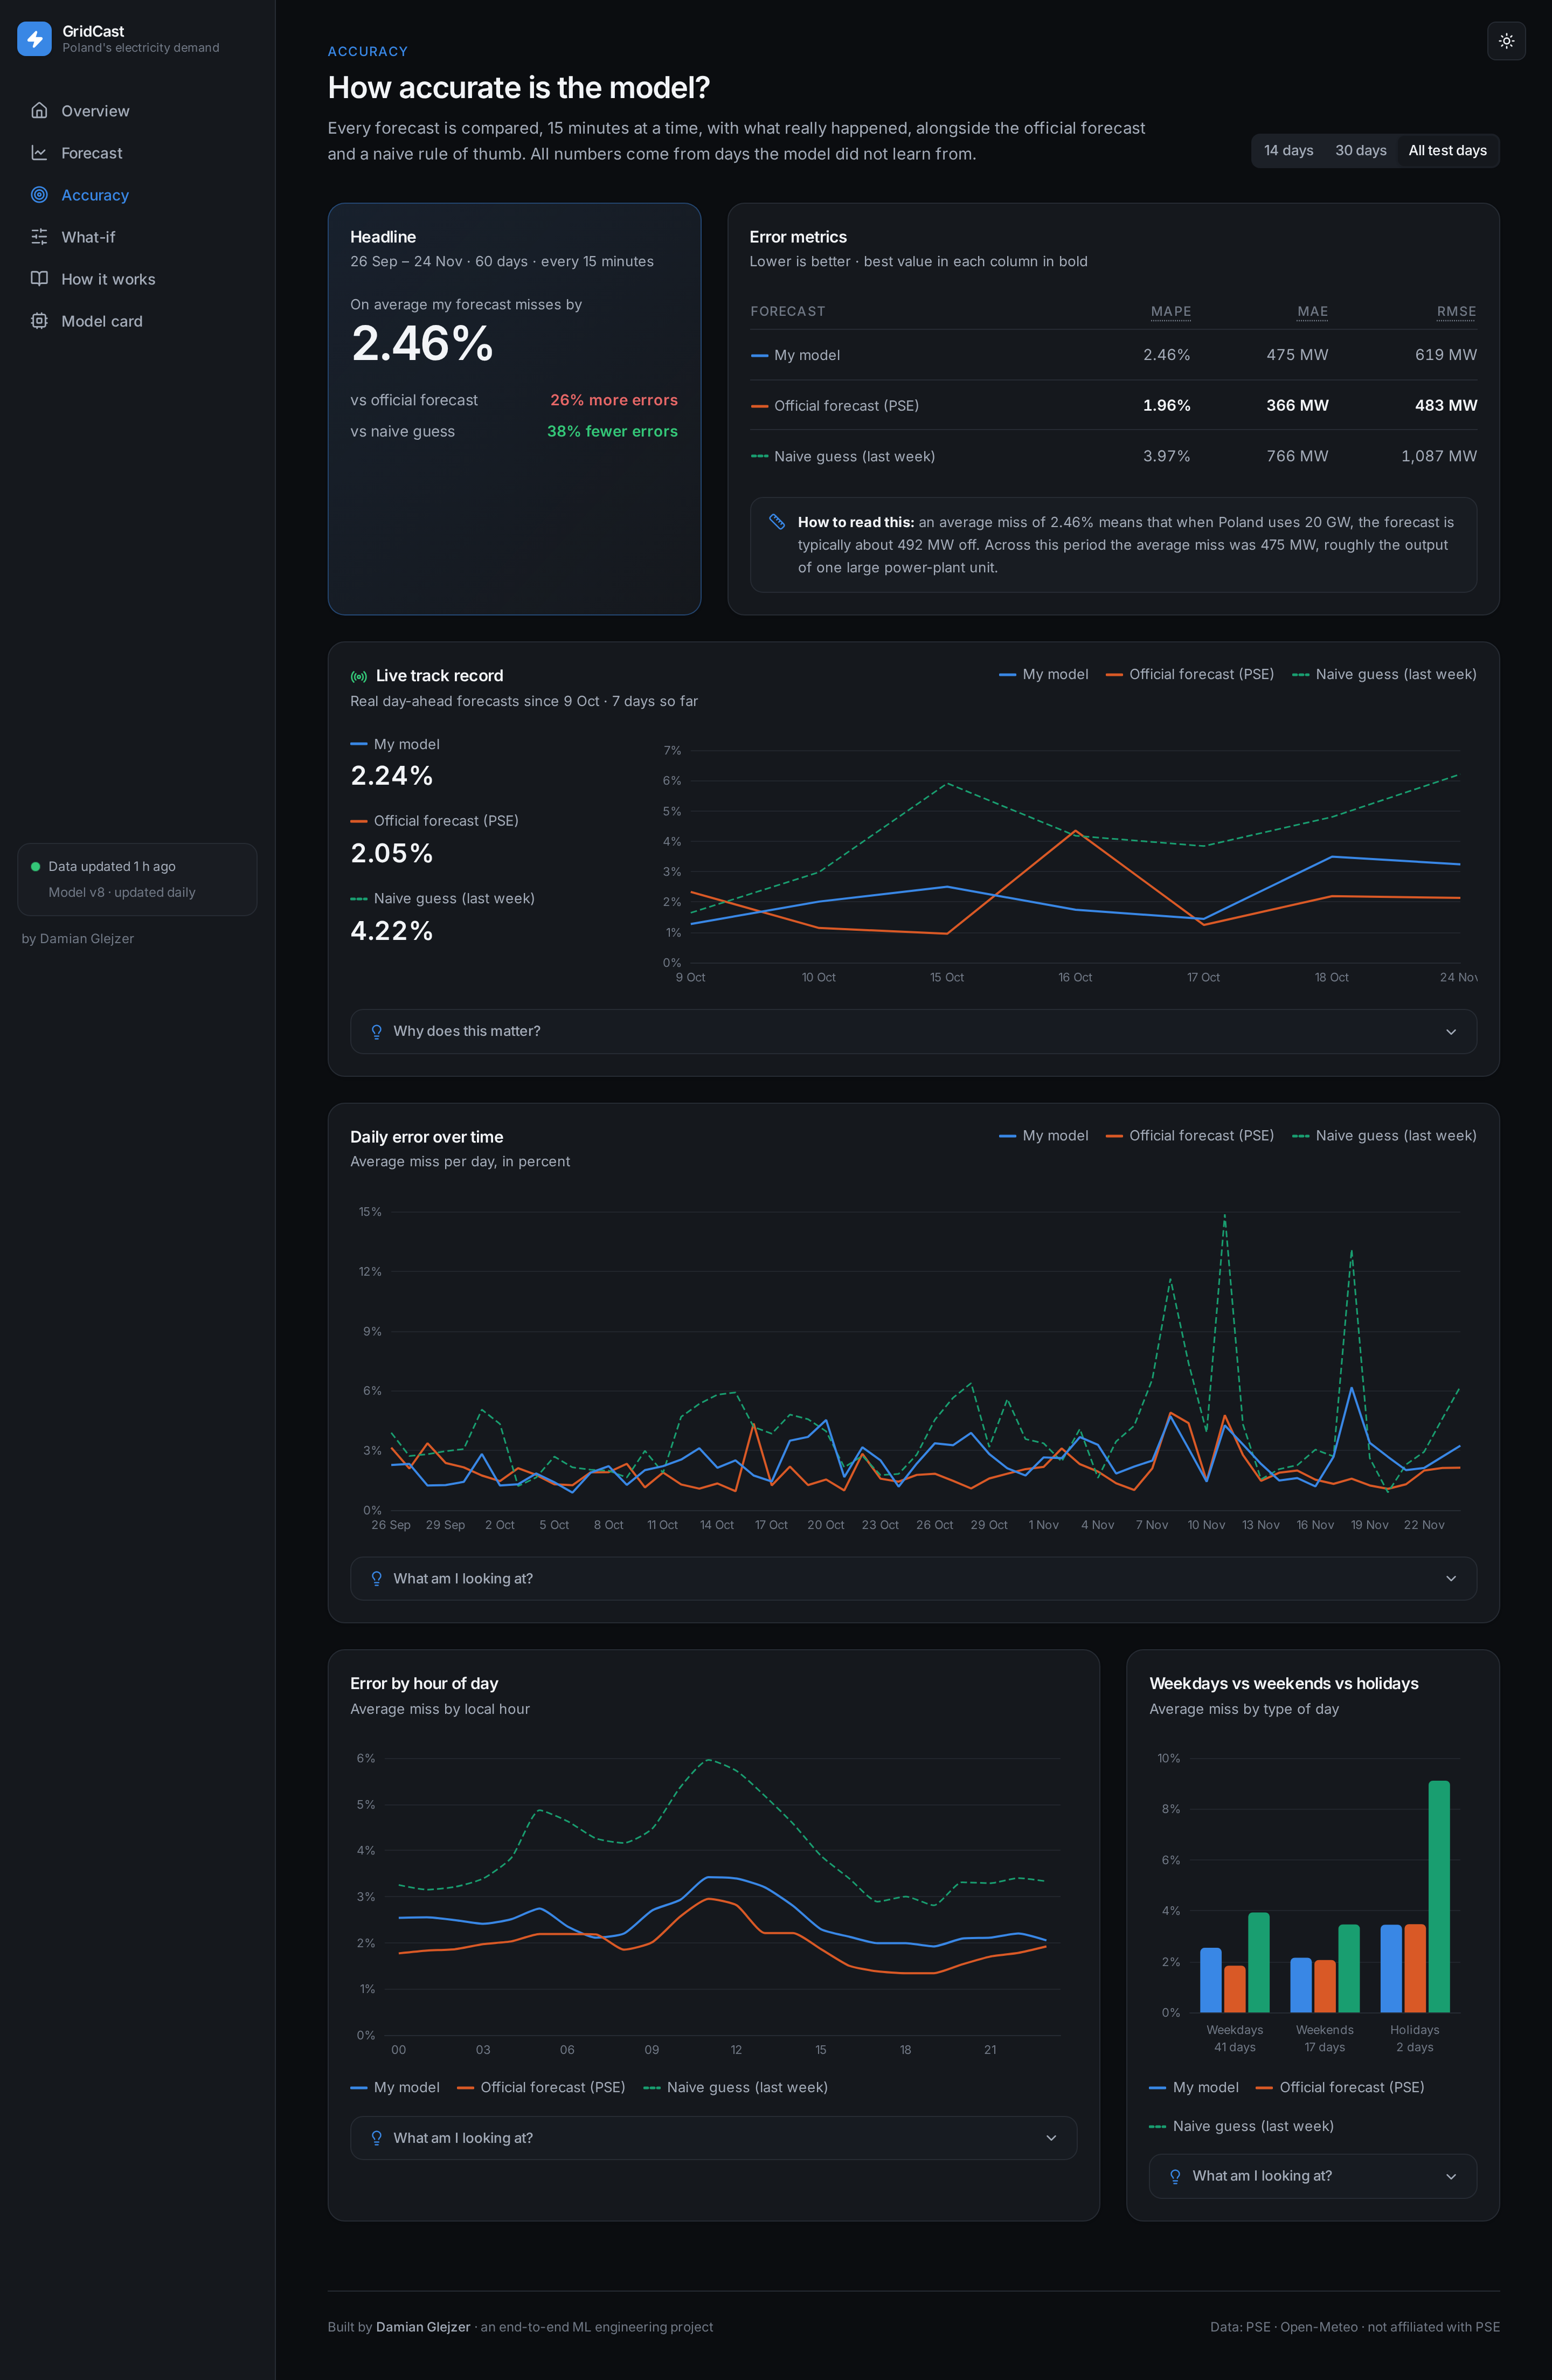 GridCast
Poland's electricity demand
Overview
Forecast
Accuracy
What-if
How it works
Model card
Data updated 1 h ago
Model v8 · updated daily
by Damian Glejzer
ACCURACY
How accurate is the model?
Every forecast is compared, 15 minutes at a time, with what really happened, alongside the official forecast
and a naive rule of thumb. All numbers come from days the model did not learn from.
14 days 30 days All test days
Headline
26 Sep – 24 Nov · 60 days · every 15 minutes
On average my forecast misses by
2.46%
vs official forecast 26% more errors
vs naive guess 38% fewer errors
Error metrics
Lower is better · best value in each column in bold
FORECAST MAPE MAE RMSE
My model 2.46% 475 MW 619 MW
Official forecast (PSE) 1.96% 366 MW 483 MW
Naive guess (last week) 3.97% 766 MW 1,087 MW
How to read this: an average miss of 2.46% means that when Poland uses 20 GW, the forecast is
typically about 492 MW off. Across this period the average miss was 475 MW, roughly the output
of one large power-plant unit.
Live track record
Real day-ahead forecasts since 9 Oct · 7 days so far
My model Official forecast (PSE) Naive guess (last week)
My model
2.24%
Official forecast (PSE)
2.05%
Naive guess (last week)
4.22%
7%
6%
5%
4%
3%
2%
1%
0%
9 Oct 10 Oct 15 Oct 16 Oct 17 Oct 18 Oct 24 Nov
Why does this matter?
Daily error over time
Average miss per day, in percent
My model Official forecast (PSE) Naive guess (last week)
15%
12%
9%
6%
3%
0%
26 Sep 29 Sep 2 Oct 5 Oct 8 Oct 11 Oct 14 Oct 17 Oct 20 Oct 23 Oct 26 Oct 29 Oct 1 Nov 4 Nov 7 Nov 10 Nov 13 Nov 16 Nov 19 Nov 22 Nov
What am I looking at?
Error by hour of day
Average miss by local hour
6%
5%
4%
3%
2%
1%
0%
00 03 06 09 12 15 18 21
My model Official forecast (PSE) Naive guess (last week)
What am I looking at?
Weekdays vs weekends vs holidays
Average miss by type of day
10%
8%
6%
4%
2%
0%
Weekdays Weekends Holidays
41 days 17 days 2 days
My model Official forecast (PSE)
Naive guess (last week)
What am I looking at?
Built by Damian Glejzer · an end-to-end ML engineering project
Data: PSE · Open-Meteo · not affiliated with PSE